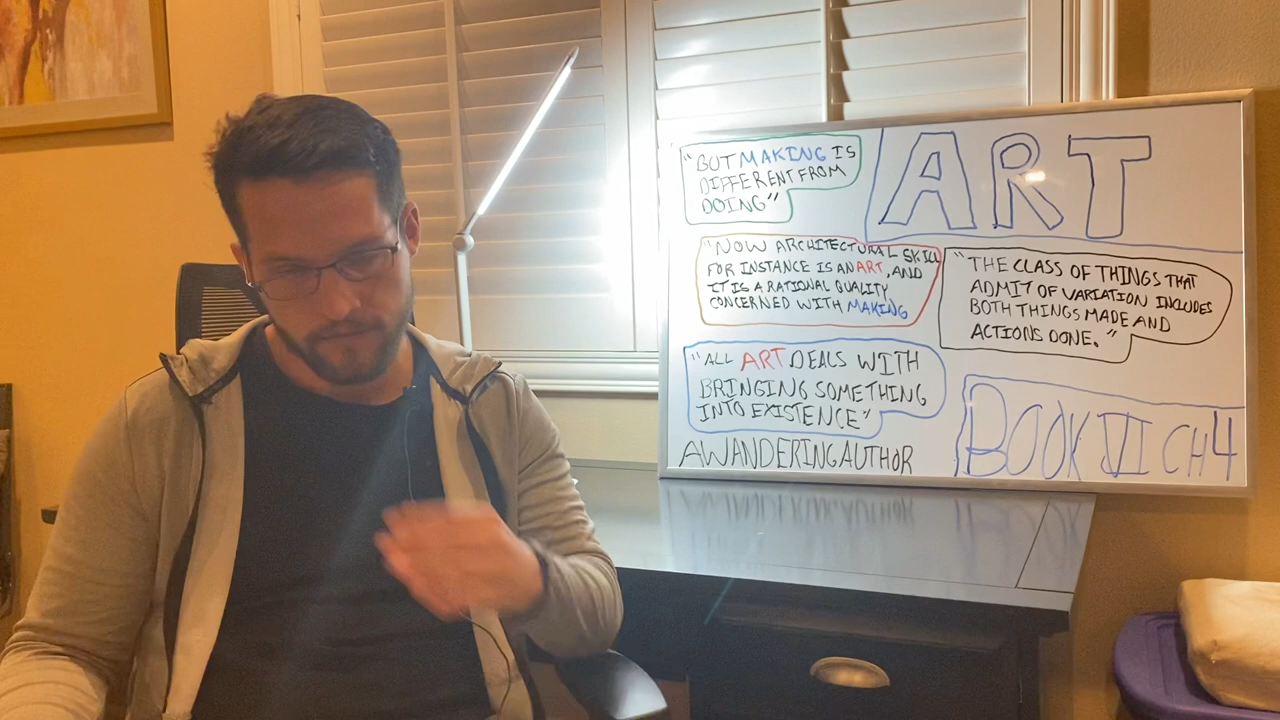 "BUT MAKING IS
DIFFERENT FROM
DOING"
ART
"NOW ARCHITECTURAL SKILL
FOR INSTANCE IS AN ART, AND
IT IS A RATIONAL QUALITY
CONCERNED WITH MAKING
"THE CLASS OF THINGS THAT
ADMIT OF VARIATION INCLUDES
BOTH THINGS MADE AND
ACTIONS DONE."
"ALL ART DEALS WITH
BRINGING SOMETHING
INTO EXISTENCE"
AWANDERINGAUTHOR
BOOK VI CH4